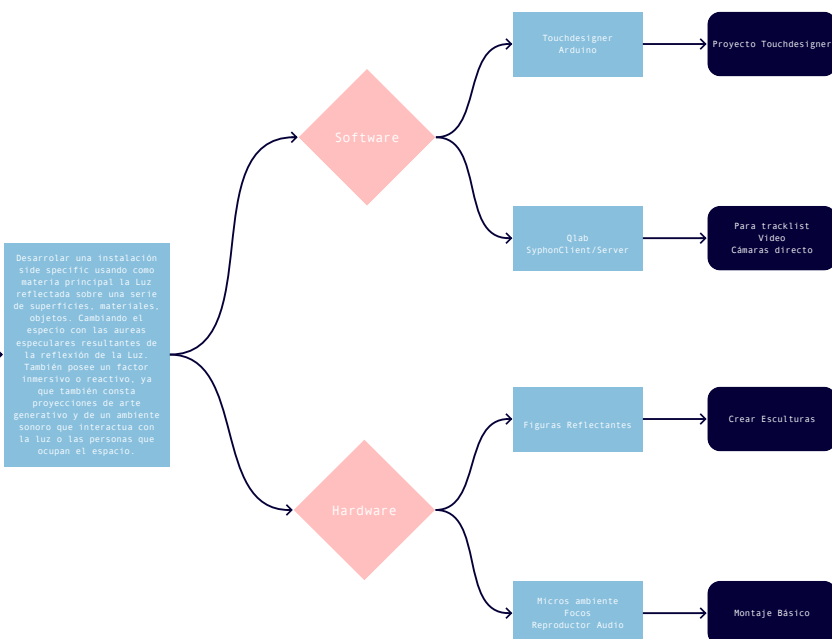 Desarrolar una instalación
side specific usando como
materia principal la Luz
reflectada sobre una serie
de superficies, materiales,
objetos. Cambiando el
especio con las aureas
especulares resultantes de
la reflexión de la Luz.
También posee un factor
inmersivo o reactivo, ya
que también consta
proyecciones de arte
generativo y de un ambiente
sonoro que interactua con
la luz o las personas que
ocupan el espacio.
Software
Touchdesigner
Arduino
Proyecto Touchdesigner
Qlab
SyphonClient/Server
Para tracklist
Video
Cámaras directo
Hardware
Figuras Reflectantes
Crear Esculturas
Micros ambiente
Focos
Reproductor Audio
Montaje Básico